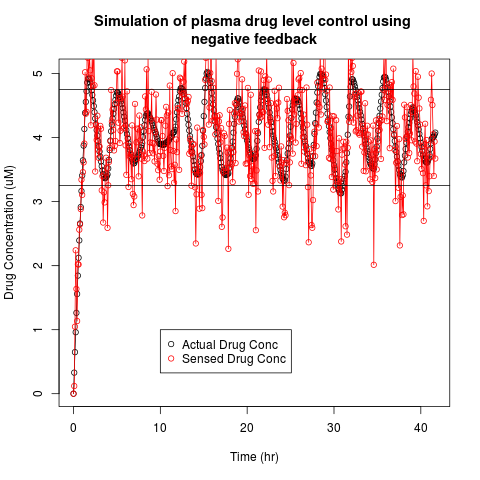 Simulation of plasma drug level control using
negative feedback
Drug Concentration (uM)
5
4
3
2
1
0
Actual Drug Conc
Sensed Drug Conc
0 10 20 30 40
Time (hr)